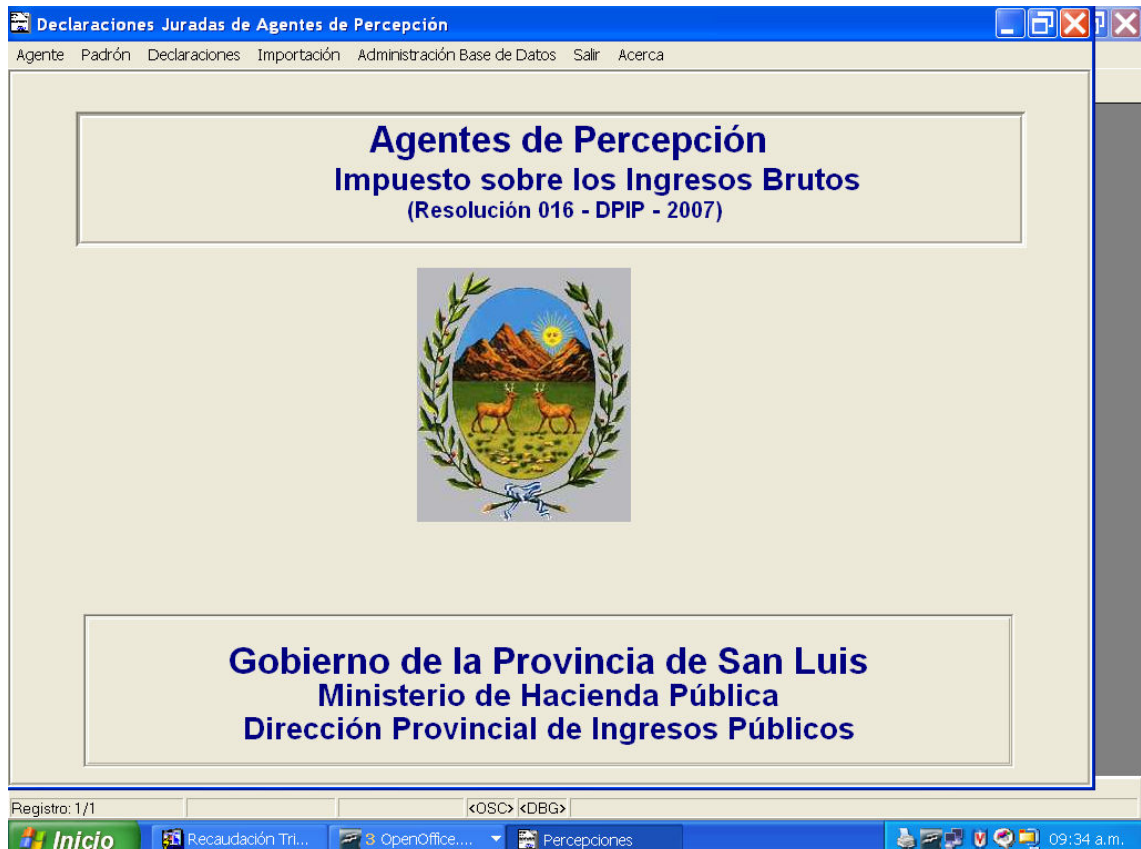 Declaraciones Juradas de Agentes de Percepción
Agente Padrón Declaraciones Importación Administración Base de Datos Salir Acerca
Agentes de Percepción
Impuesto sobre los Ingresos Brutos
(Resolución 016 - DPIP - 2007)
Gobierno de la Provincia de San Luis
Ministerio de Hacienda Pública
Dirección Provincial de Ingresos Públicos
Registro: 1/1 <OSC> <DBG>
Inicio Recaudación Tri... 3 OpenOffice.... Percepciones 09:34 a.m.